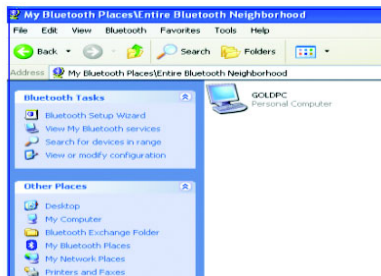 My Bluetooth Places\Entire Bluetooth Neighborhood
File Edit View Bluetooth Favorites Tools Help
Back Search Folders
Address My Bluetooth Places\Entire Bluetooth Neighborhood
Bluetooth Tasks
Bluetooth Setup Wizard
View My Bluetooth services
Search for devices in range
View or modify configuration
Other Places
Desktop
My Computer
Bluetooth Exchange Folder
My Bluetooth Places
My Network Places
Printers and Faxes
GOLDPC
Personal Computer